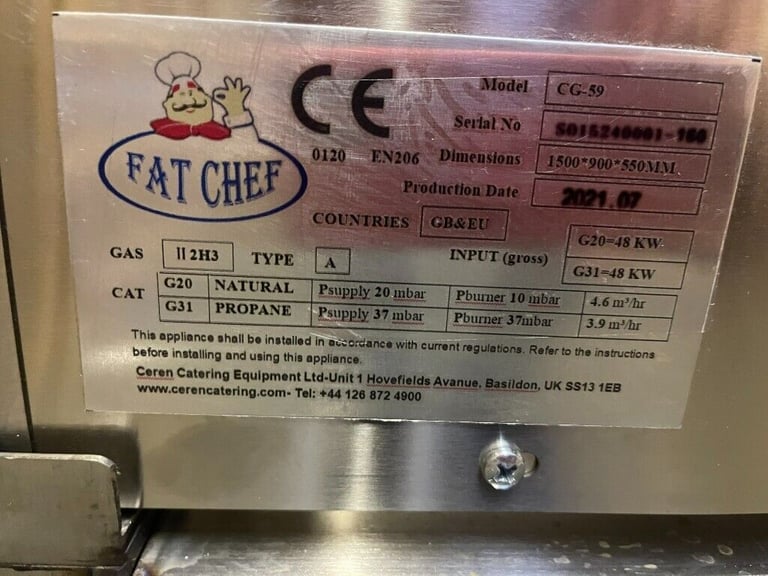 FAT CHEF
CE
0120 EN206
Model CG-59
Serial No S015240001-160
Dimensions 1500*900*550MM
Production Date 2021.07
COUNTRIES GB&EU
GAS II 2H3 TYPE A INPUT (gross) G20=48 KW
G31=48 KW
CAT G20 NATURAL Psupply 20 mbar Pburner 10 mbar 4.6 m³/hr
G31 PROPANE Psupply 37 mbar Pburner 37mbar 3.9 m³/hr
This appliance shall be installed in accordance with current regulations. Refer to the instructions
before installing and using this appliance.
Ceren Catering Equipment Ltd-Unit 1 Hovefields Avanue, Basildon, UK SS13 1EB
www.cerencatering.com- Tel: +44 126 872 4900